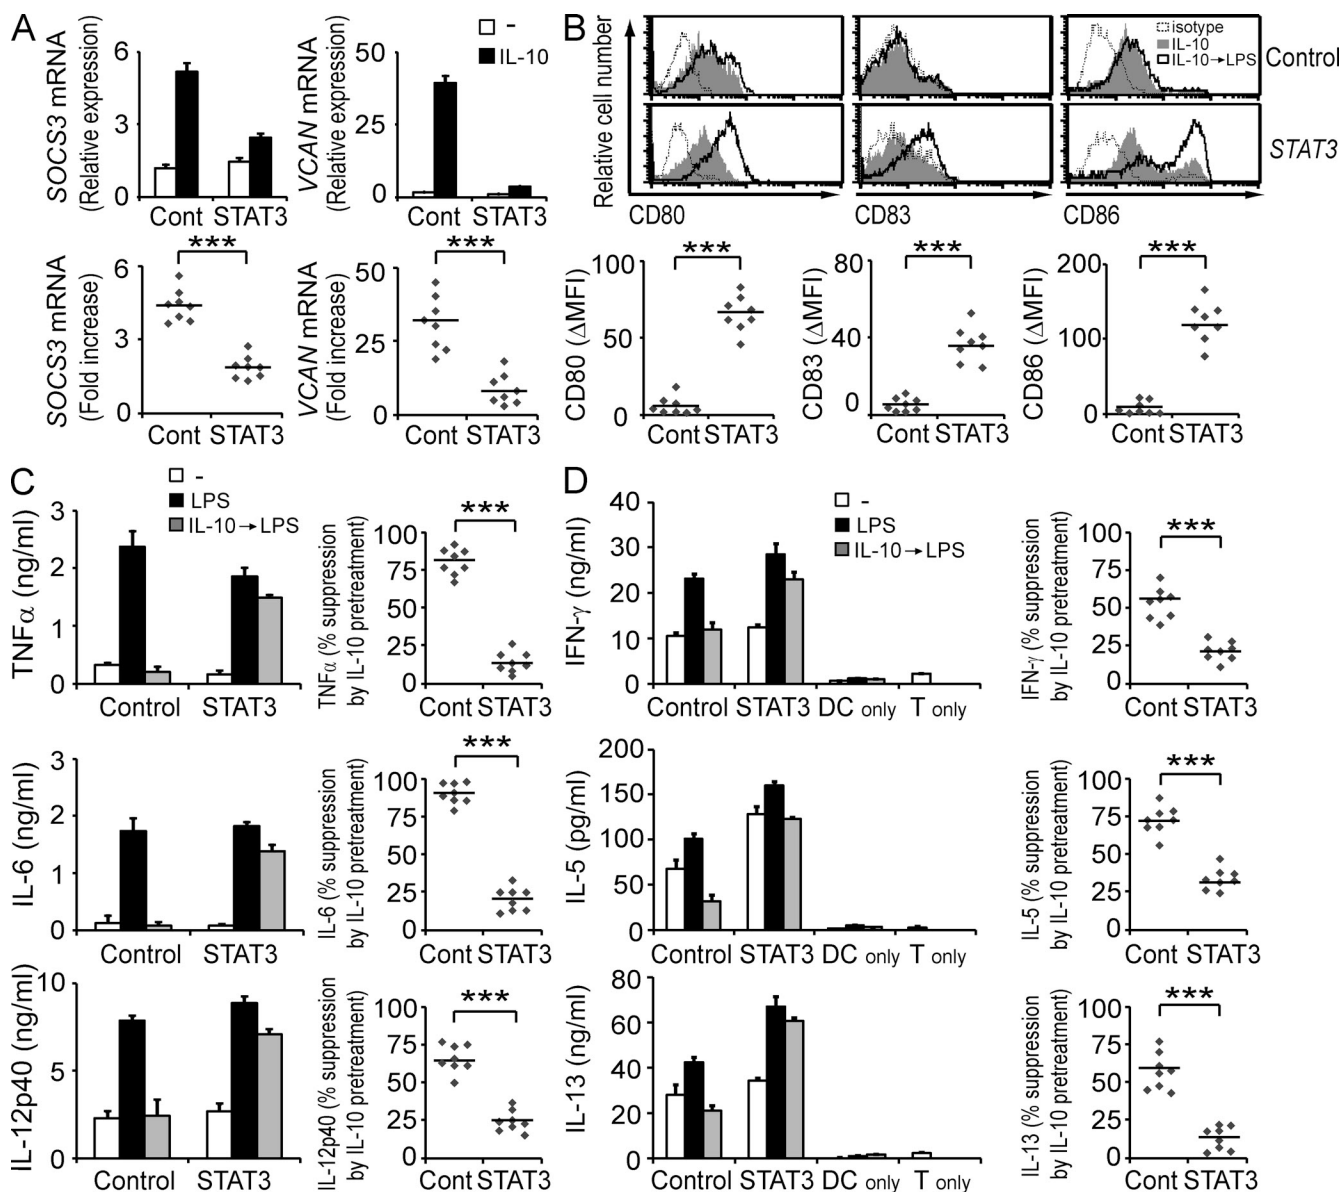 A
SOCS3 mRNA
(Relative expression)
6
3
0
Cont STAT3
VCAN mRNA
(Relative expression)
50
25
0
Cont STAT3
-
IL-10
SOCS3 mRNA
(Fold increase)
6
3
0
***
Cont STAT3
VCAN mRNA
(Fold increase)
50
25
0
***
Cont STAT3
B
Relative cell number
isotype
IL-10
IL-10→LPS
Control
STAT3
CD80
CD83
CD86
CD80 (ΔMFI)
100
50
0
***
Cont STAT3
CD83 (ΔMFI)
80
40
0
***
Cont STAT3
CD86 (ΔMFI)
200
100
0
***
Cont STAT3
C
-
LPS
IL-10→LPS
TNFα (ng/ml)
3
2
1
0
Control STAT3
TNFα (% suppression
by IL-10 pretreatment)
100
75
50
25
0
***
Cont STAT3
IL-6 (ng/ml)
3
2
1
0
Control STAT3
IL-6 (% suppression
by IL-10 pretreatment)
100
75
50
25
0
***
Cont STAT3
IL-12p40 (ng/ml)
10
5
0
Control STAT3
IL-12p40 (% suppression
by IL-10 pretreatment)
100
75
50
25
0
***
Cont STAT3
D
-
LPS
IL-10→LPS
IFN-γ (ng/ml)
40
30
20
10
0
Control STAT3 DC only T only
IFN-γ (% suppression
by IL-10 pretreatment)
100
75
50
25
0
***
Cont STAT3
IL-5 (pg/ml)
200
150
100
50
0
Control STAT3 DC only T only
IL-5 (% suppression
by IL-10 pretreatment)
100
75
50
25
0
***
Cont STAT3
IL-13 (ng/ml)
80
60
40
20
0
Control STAT3 DC only T only
IL-13 (% suppression
by IL-10 pretreatment)
100
75
50
25
0
***
Cont STAT3